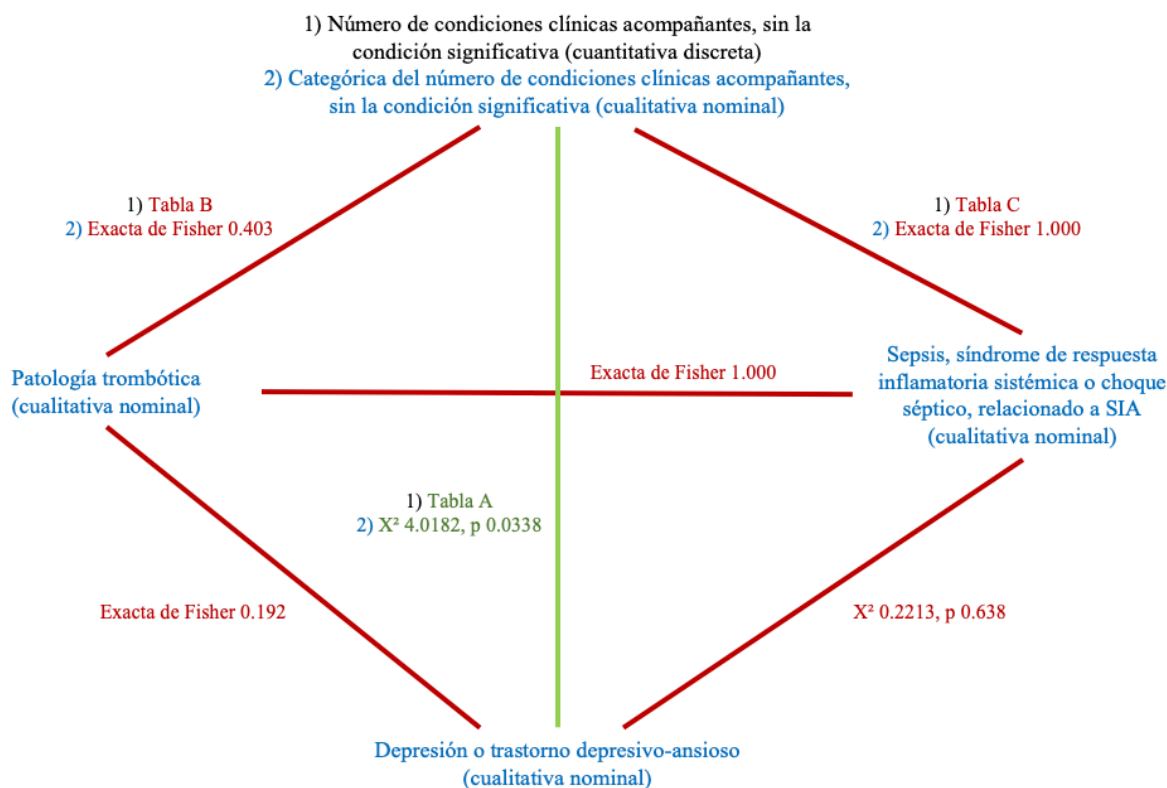 1) Número de condiciones clínicas acompañantes, sin la
condición significativa (cuantitativa discreta)
2) Categórica del número de condiciones clínicas acompañantes,
sin la condición significativa (cualitativa nominal)
1) Tabla B
2) Exacta de Fisher 0.403
1) Tabla C
2) Exacta de Fisher 1.000
Patología trombótica
(cualitativa nominal)
Exacta de Fisher 1.000
Sepsis, síndrome de respuesta
inflamatoria sistémica o choque
séptico, relacionado a SIA
(cualitativa nominal)
1) Tabla A
2) X² 4.0182, p 0.0338
Exacta de Fisher 0.192
X² 0.2213, p 0.638
Depresión o trastorno depresivo-ansioso
(cualitativa nominal)